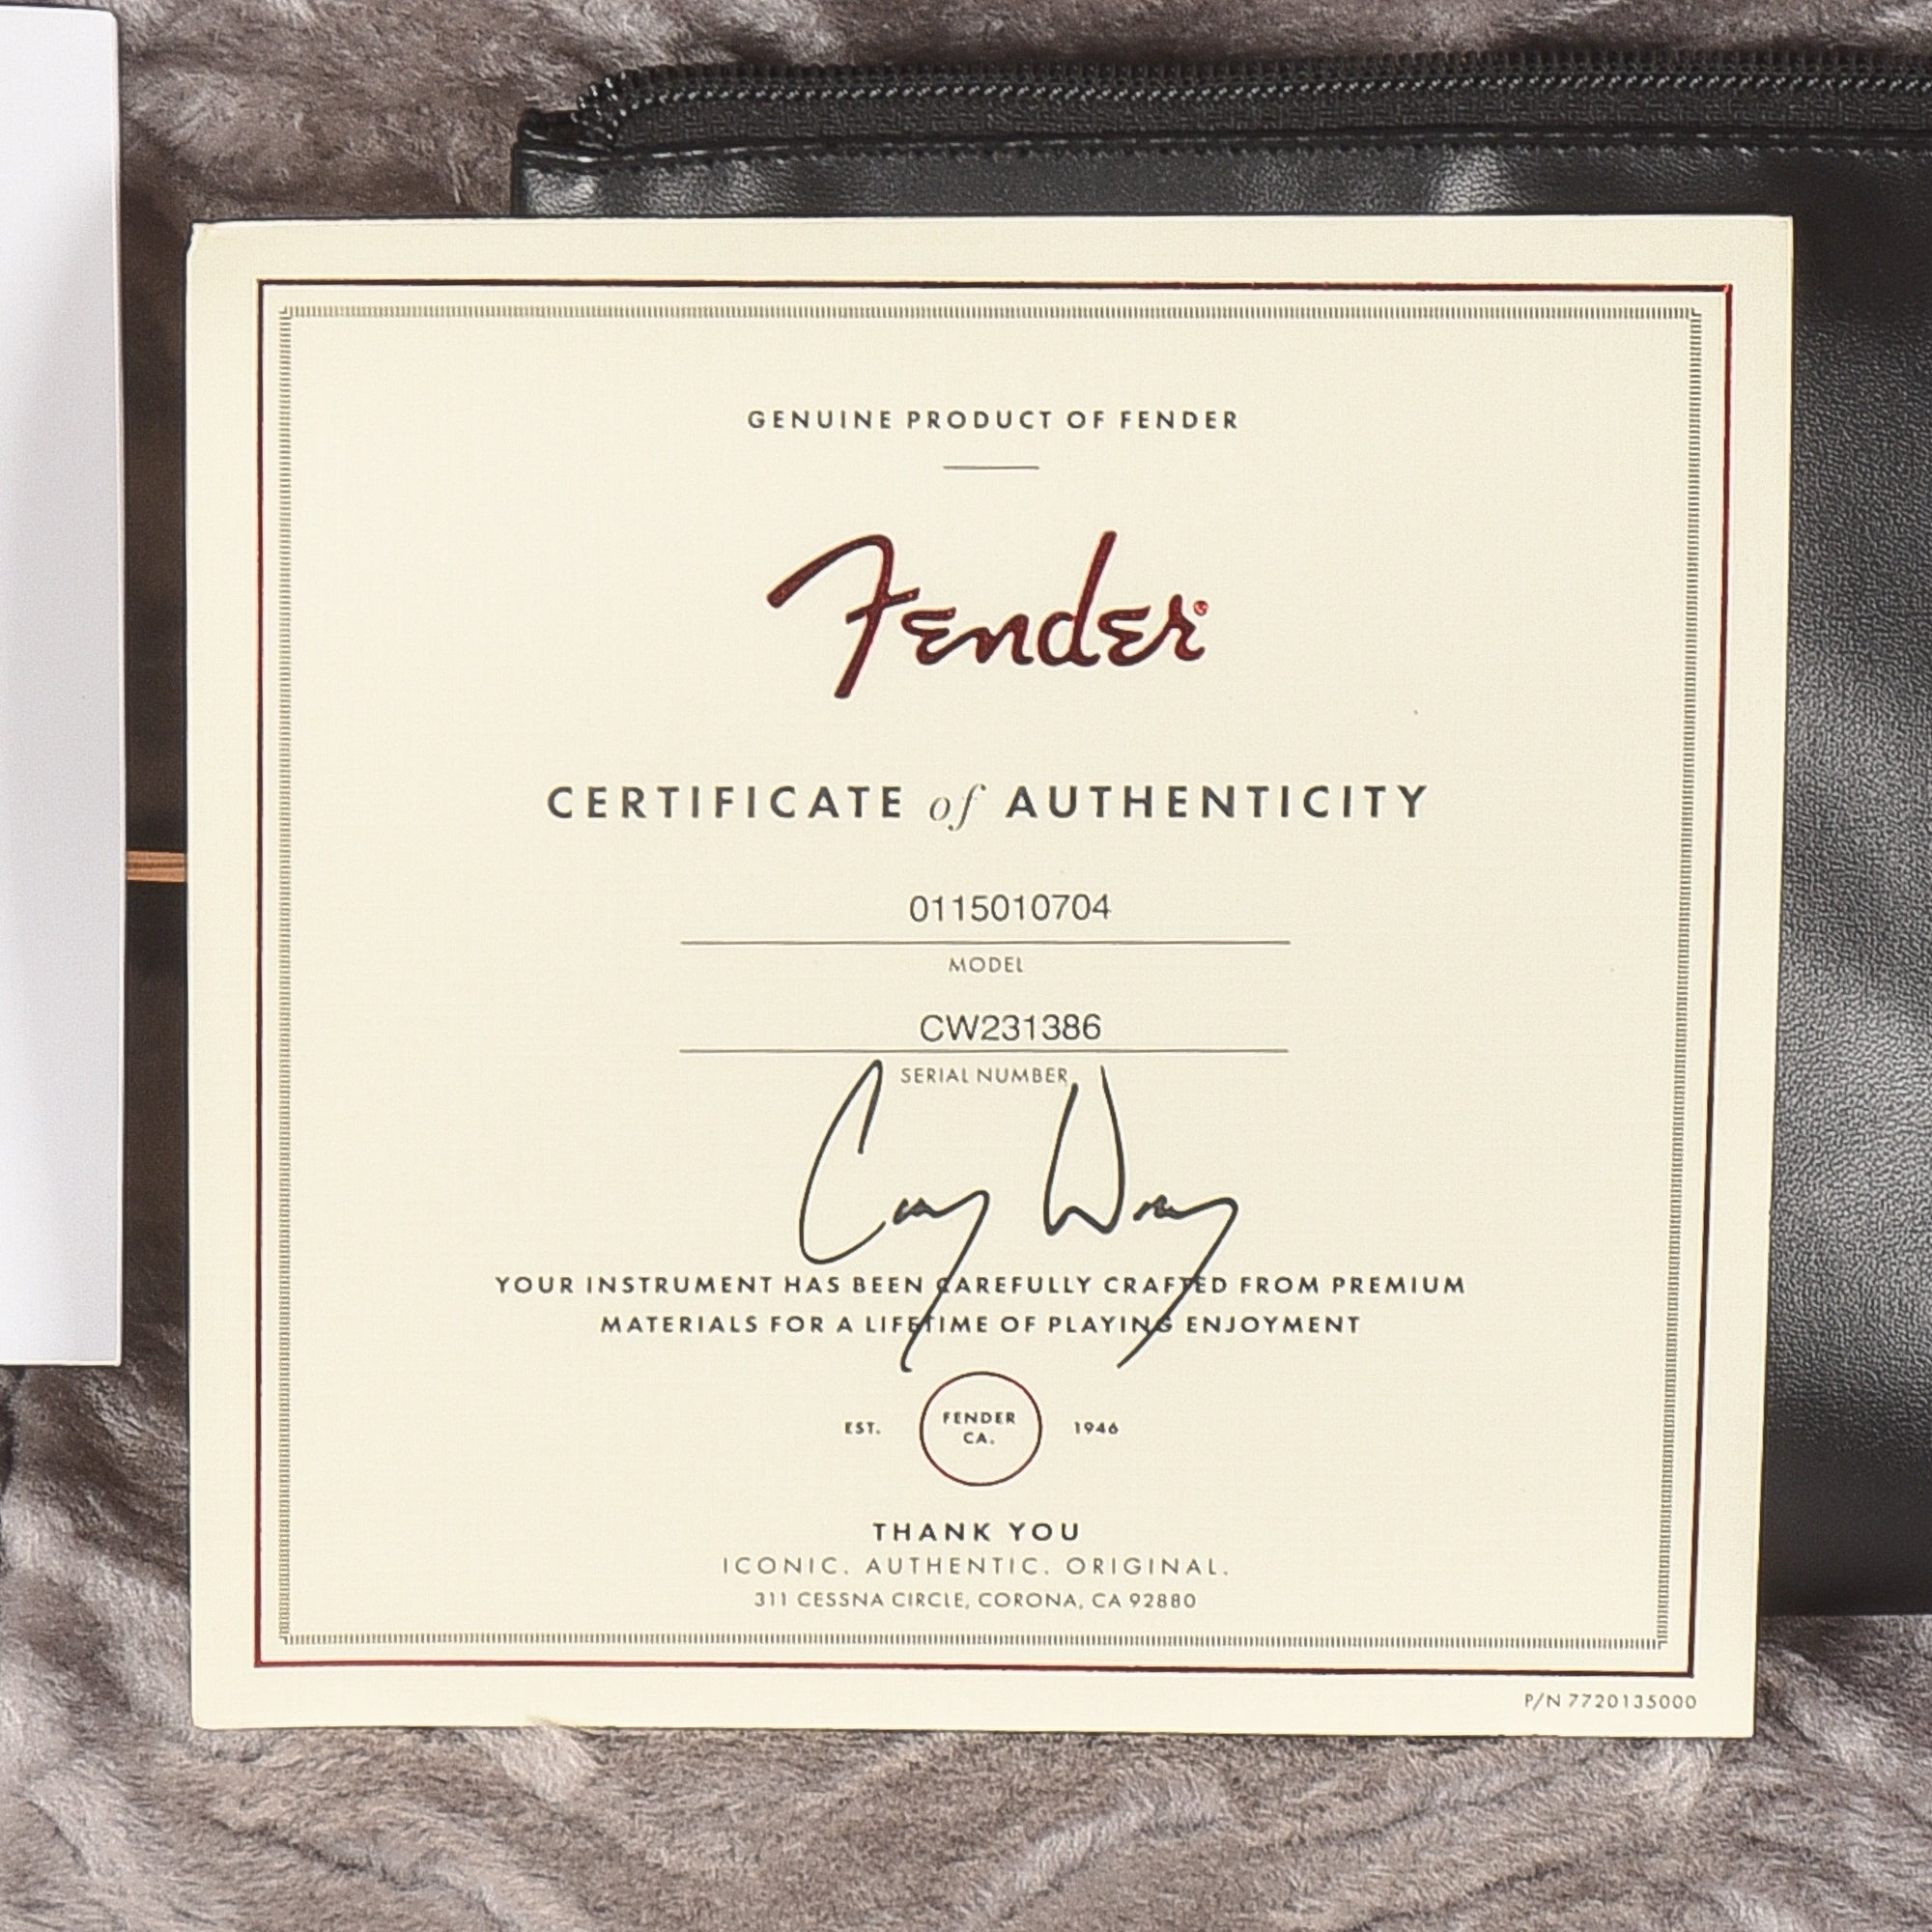 GENUINE PRODUCT OF FENDER
Fender®
CERTIFICATE of AUTHENTICITY
0115010704
MODEL
CW231386
SERIAL NUMBER
YOUR INSTRUMENT HAS BEEN CAREFULLY CRAFTED FROM PREMIUM
MATERIALS FOR A LIFETIME OF PLAYING ENJOYMENT
EST. FENDER CA. 1946
THANK YOU
ICONIC. AUTHENTIC. ORIGINAL.
311 CESSNA CIRCLE, CORONA, CA 92880
P/N 7720135000